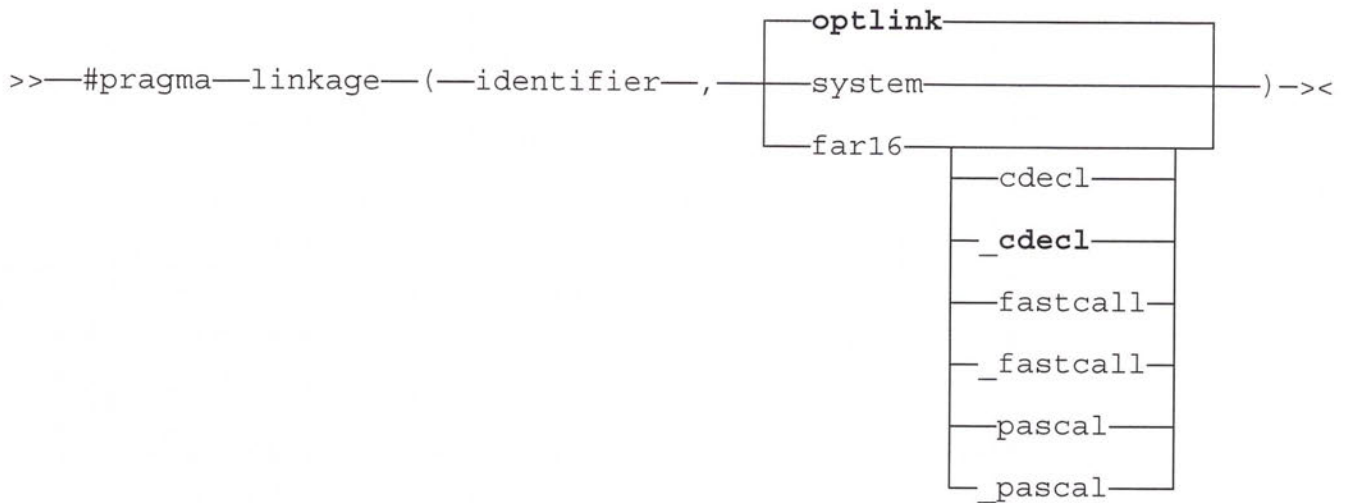 optlink
>>—#pragma—linkage—(—identifier—,—system—)—><
far16
cdecl
_cdecl
fastcall
_fastcall
pascal
_pascal